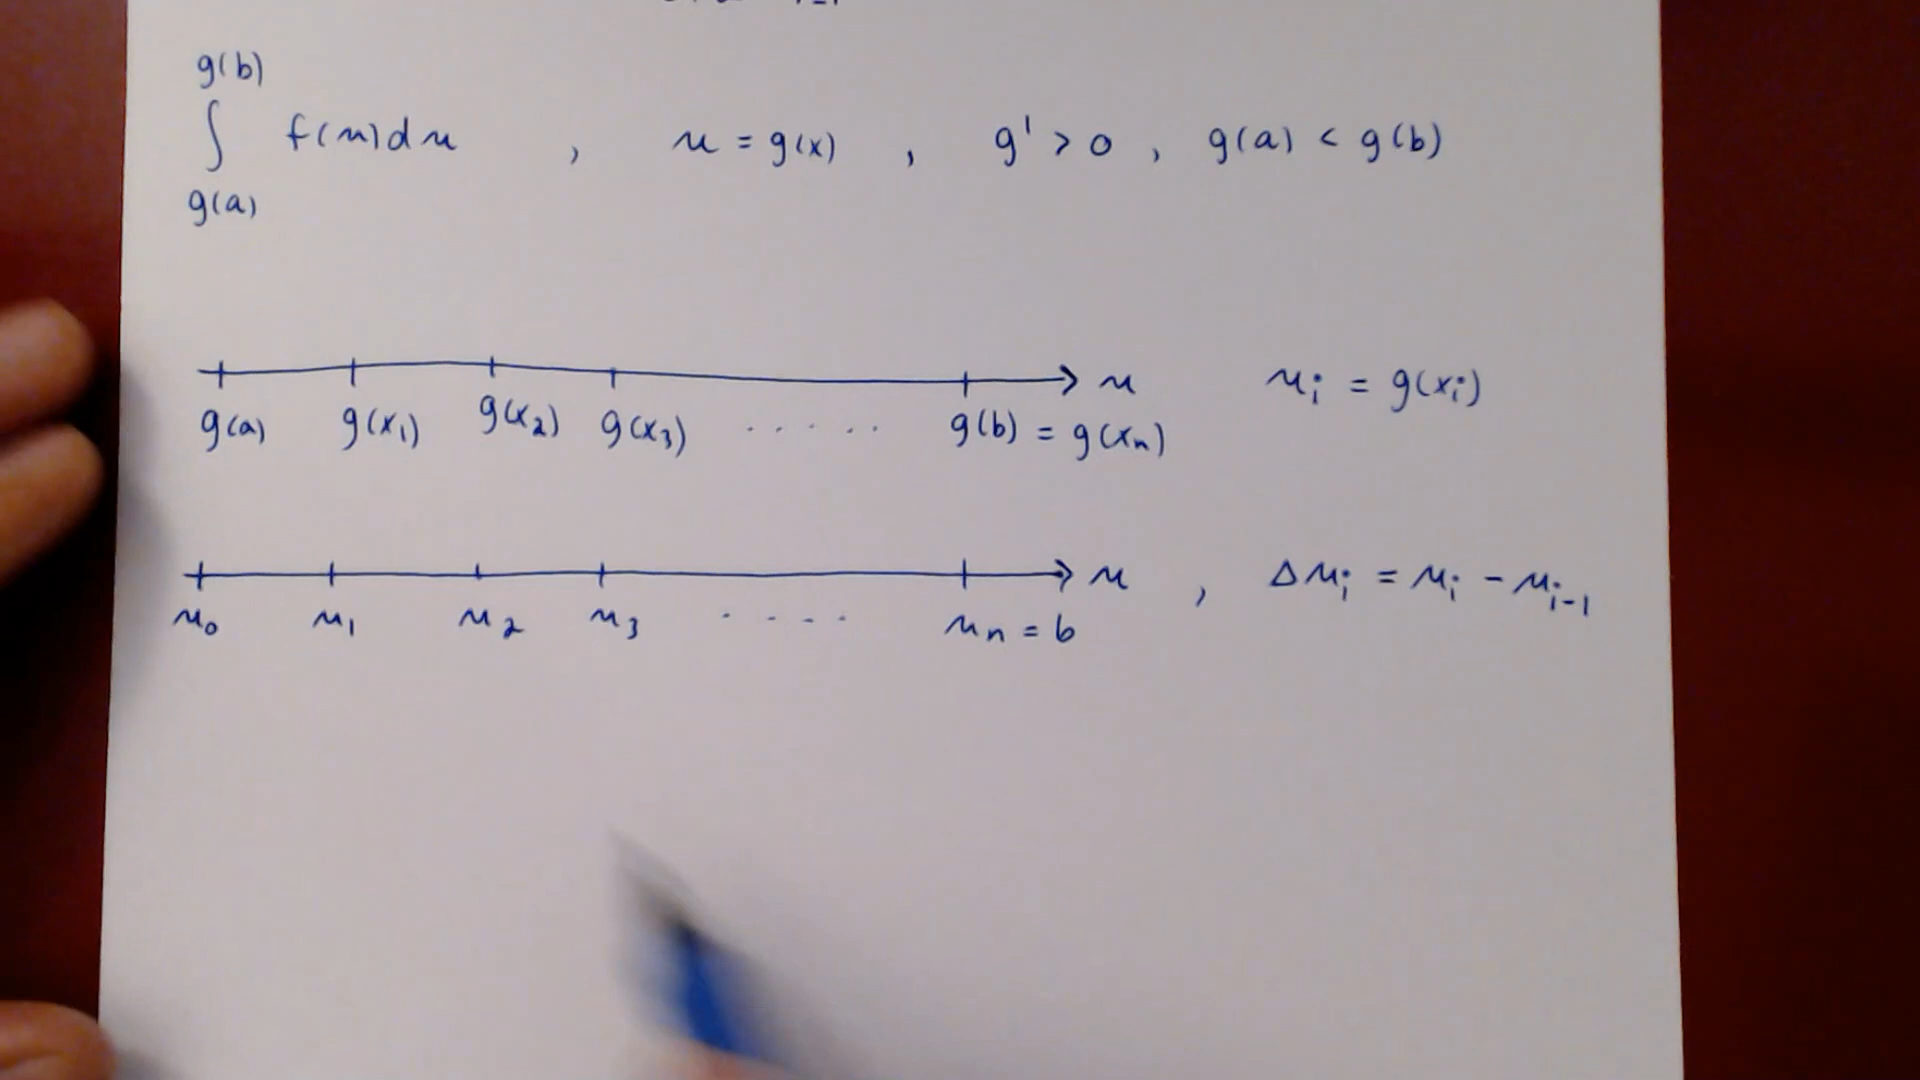 g(b)
∫ f(u)du , u = g(x) , g' > 0 , g(a) < g(b)
g(a)
u uᵢ = g(xᵢ)
g(a) g(x₁) g(x₂) g(x₃) ..... g(b) = g(xₙ)
u , Δuᵢ = uᵢ - uᵢ₋₁
u₀ u₁ u₂ u₃ ..... uₙ = b